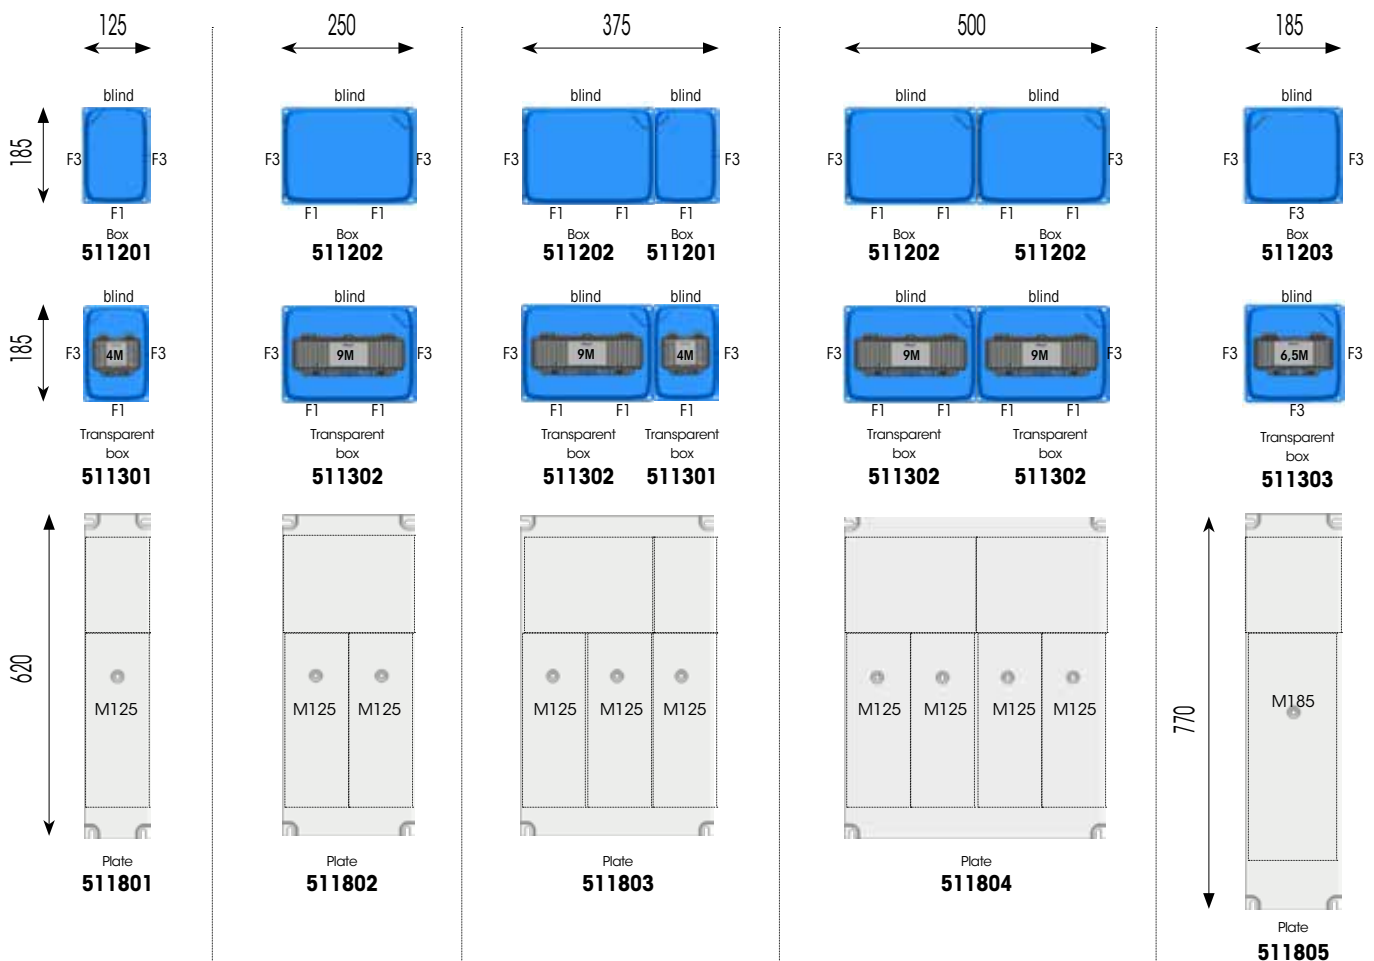 125 250 375 500 185
blind blind blind blind blind blind blind
185 F3 F3 F3 F3 F3 F3 F3 F3 F3
F1 F1 F1 F1 F1 F1 F1 F1 F1 F1 F3
Box Box Box Box Box Box Box
511201 511202 511202 511201 511202 511202 511203
blind blind blind blind blind blind blind
185 F3 4M F3 F3 9M F3 F3 9M 4M F3 9M 9M F3 F3 6,5M F3
F1 F1 F1 F1 F1 F1 F1 F1 F1 F1 F3
Transparent Transparent Transparent Transparent Transparent Transparent Transparent
box box box box box box box
511301 511302 511302 511301 511302 511302 511303
620
M125 M125 M125 M125 M125 M125 M125 M125 M125 M125 M185
770
Plate Plate Plate Plate
511801 511802 511803 511804
Plate
511805